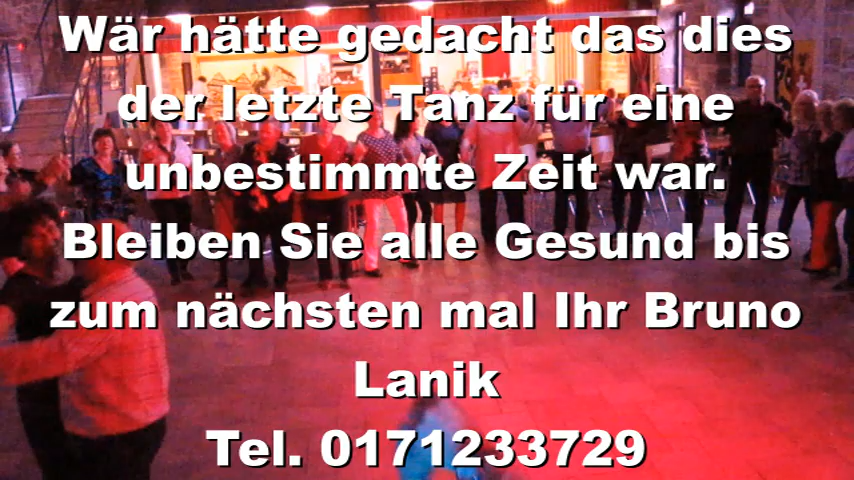 Wär hätte gedacht das dies
der letzte Tanz für eine
unbestimmte Zeit war.
Bleiben Sie alle Gesund bis
zum nächsten mal Ihr Bruno
Lanik
Tel. 0171233729